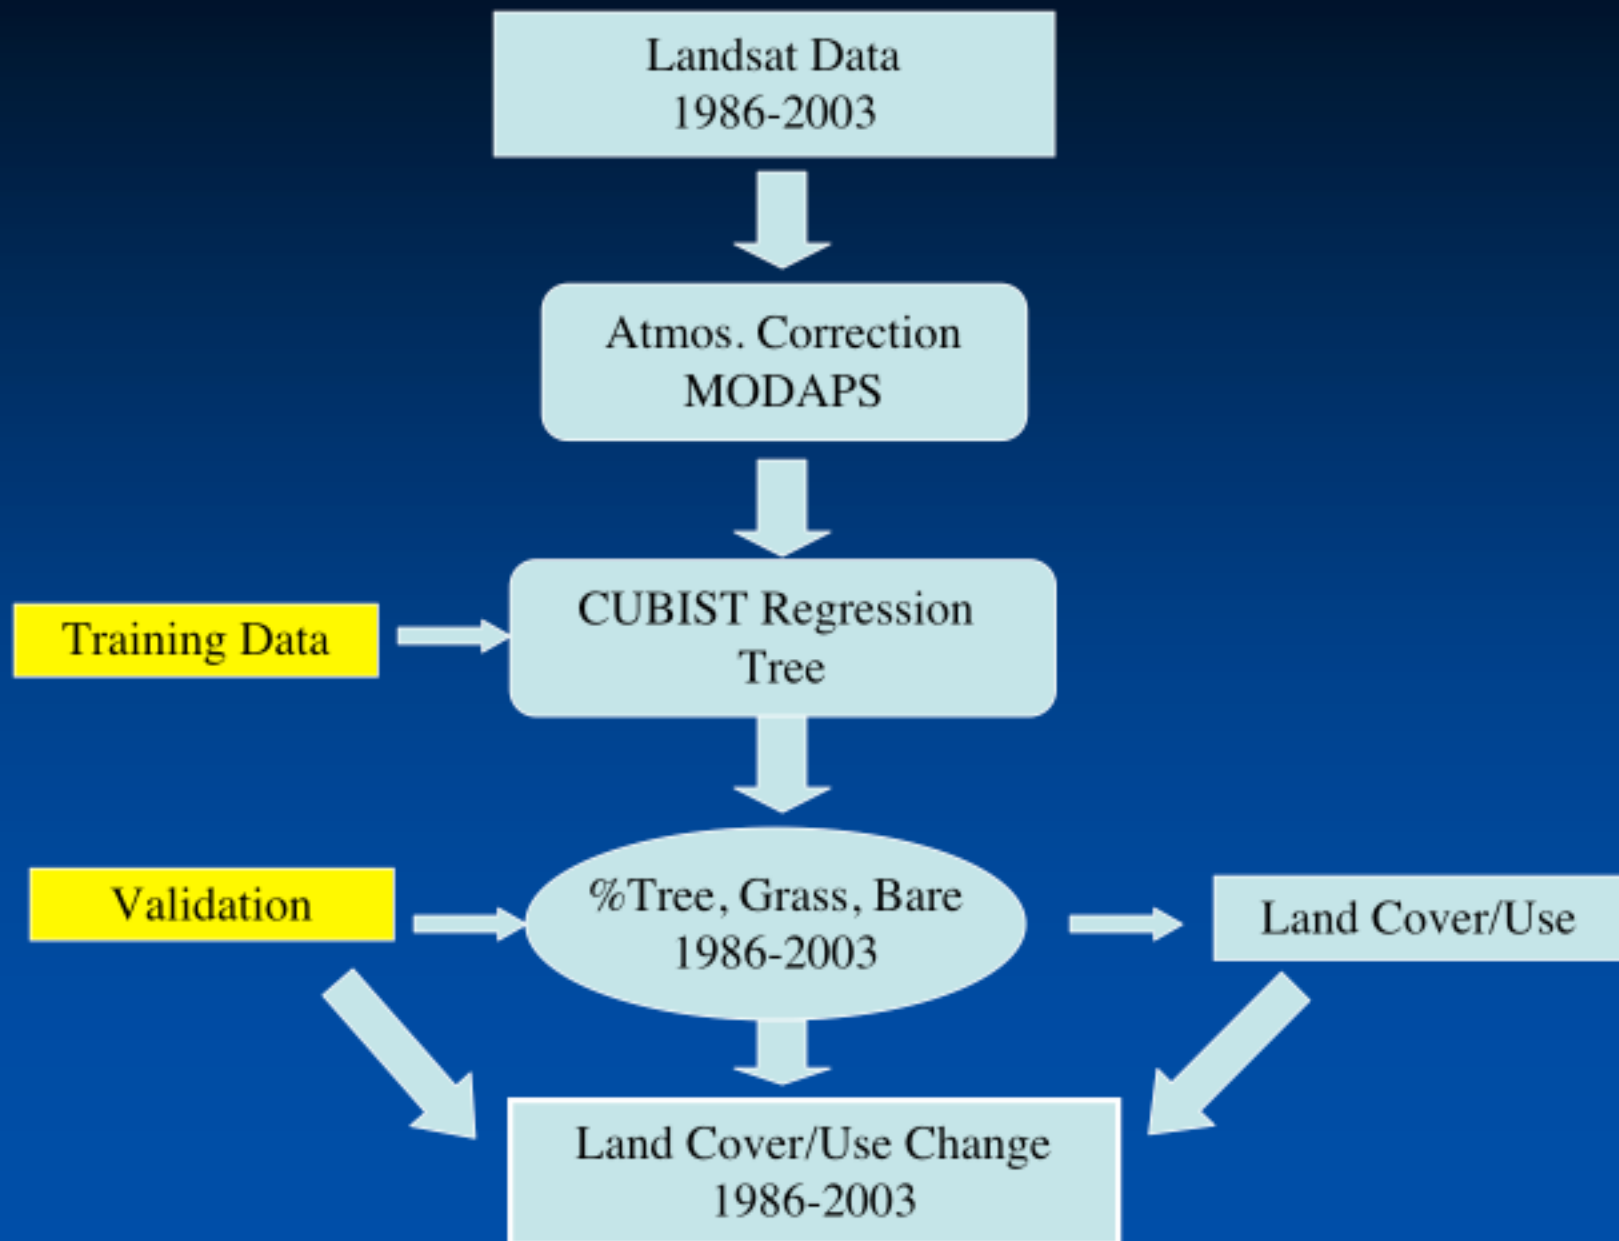 Landsat Data
1986-2003
Atmos. Correction
MODAPS
CUBIST Regression
Tree
Training Data
%Tree, Grass, Bare
1986-2003
Validation
Land Cover/Use
Land Cover/Use Change
1986-2003